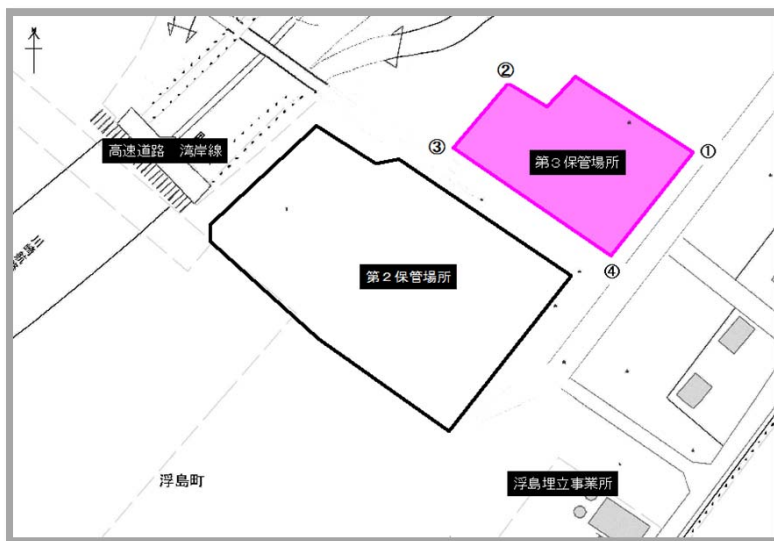 ②
①
③
高速道路　湾岸線
第３保管場所
④
第２保管場所
浮島町
浮島埋立事業所